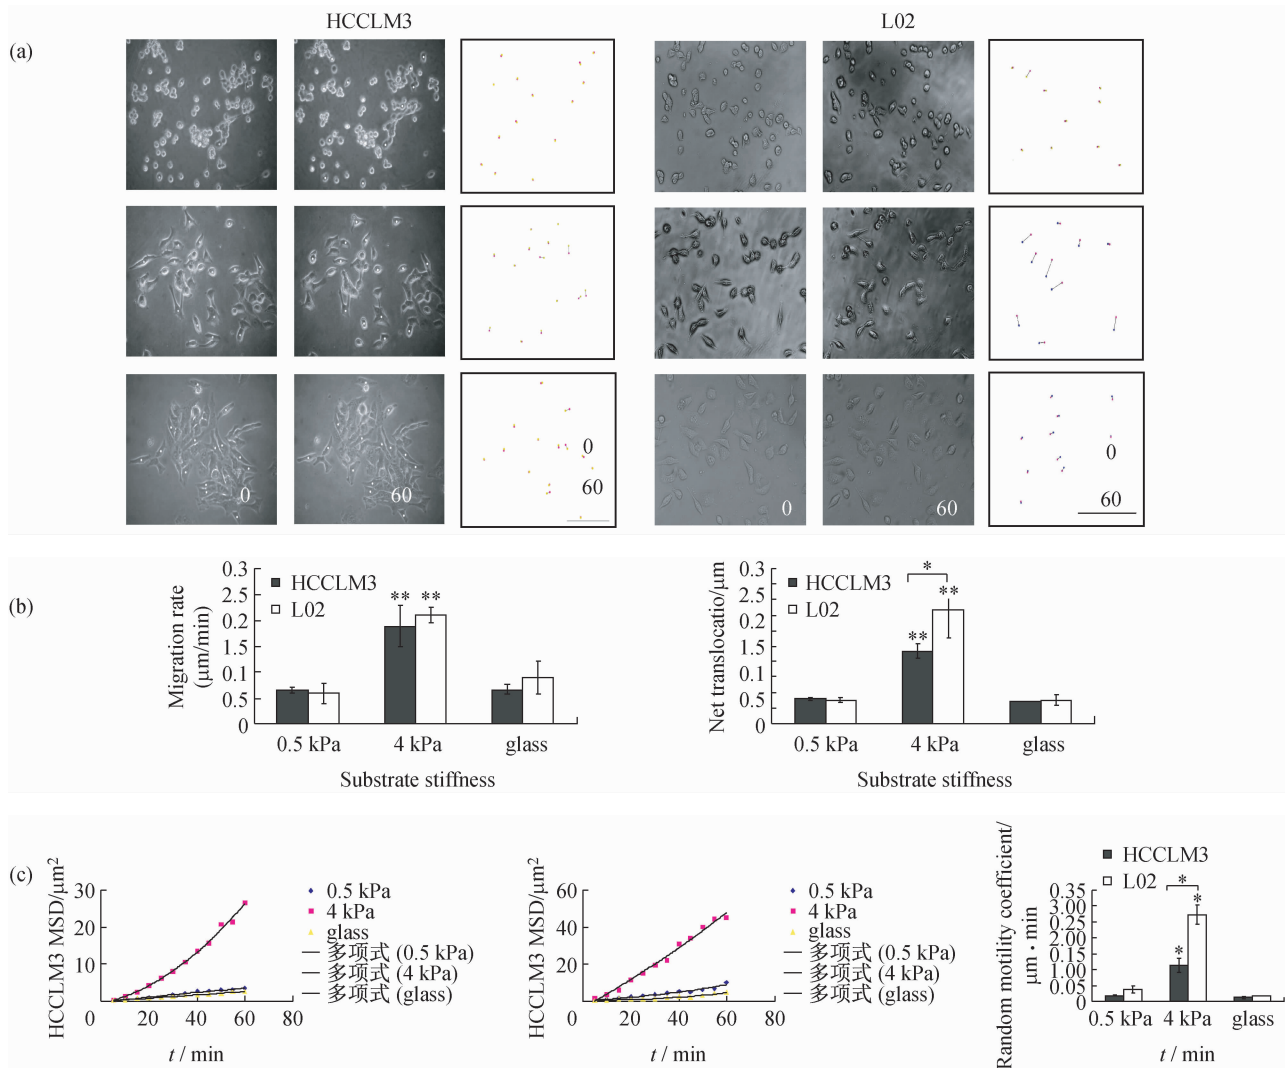 HCCLM3 L02
(a)
0
60
0 60
0
60
0 60
(b)
0.3
2.5
0.2
1.5
0.1
0.5
0
Migration rate
(μm/min)
HCCLM3
L02
** **
0.5 kPa 4 kPa glass
Substrate stiffness
0.3
2.5
0.2
1.5
0.1
0.5
0
Net translocatio/μm
HCCLM3
L02
*
**
**
0.5 kPa 4 kPa glass
Substrate stiffness
(c)
HCCLM3 MSD/μm²
30
20
10
0 20 40 60 80
t / min
0.5 kPa
4 kPa
glass
多项式 (0.5 kPa)
多项式 (4 kPa)
多项式 (glass)
HCCLM3 MSD/μm²
60
40
20
0 20 40 60 80
t / min
0.5 kPa
4 kPa
glass
多项式 (0.5 kPa)
多项式 (4 kPa)
多项式 (glass)
Random motility coefficient/
μm · min
HCCLM3
L02
0.35
3.00
0.25
2.00
0.15
1.00
0.05
0
*
*
*
0.5 kPa 4 kPa glass
t / min